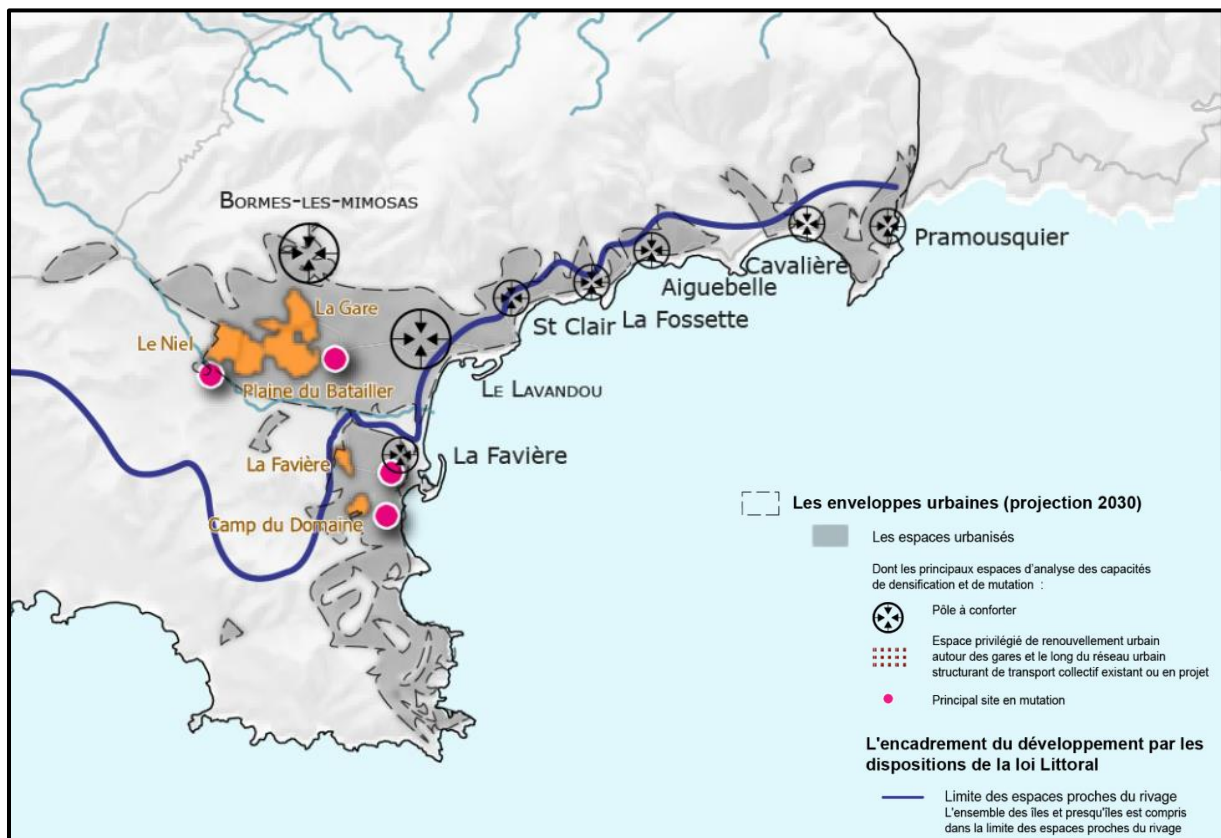 BORMES-LES-MIMOSAS
Pramousquier
Cavalière
Aiguebelle
La Fossette
St Clair
La Gare
Le Niel
Plaine du Batailler
LE LAVANDOU
La Favière
La Favière
Camp du Domaine
Les enveloppes urbaines (projection 2030)
Les espaces urbanisés
Dont les principaux espaces d'analyse des capacités
de densification et de mutation :
Pôle à conforter
Espace privilégié de renouvellement urbain
autour des gares et le long du réseau urbain
structurant de transport collectif existant ou en projet
Principal site en mutation
L'encadrement du développement par les
dispositions de la loi Littoral
Limite des espaces proches du rivage
L'ensemble des îles et presqu'îles est compris
dans la limite des espaces proches du rivage